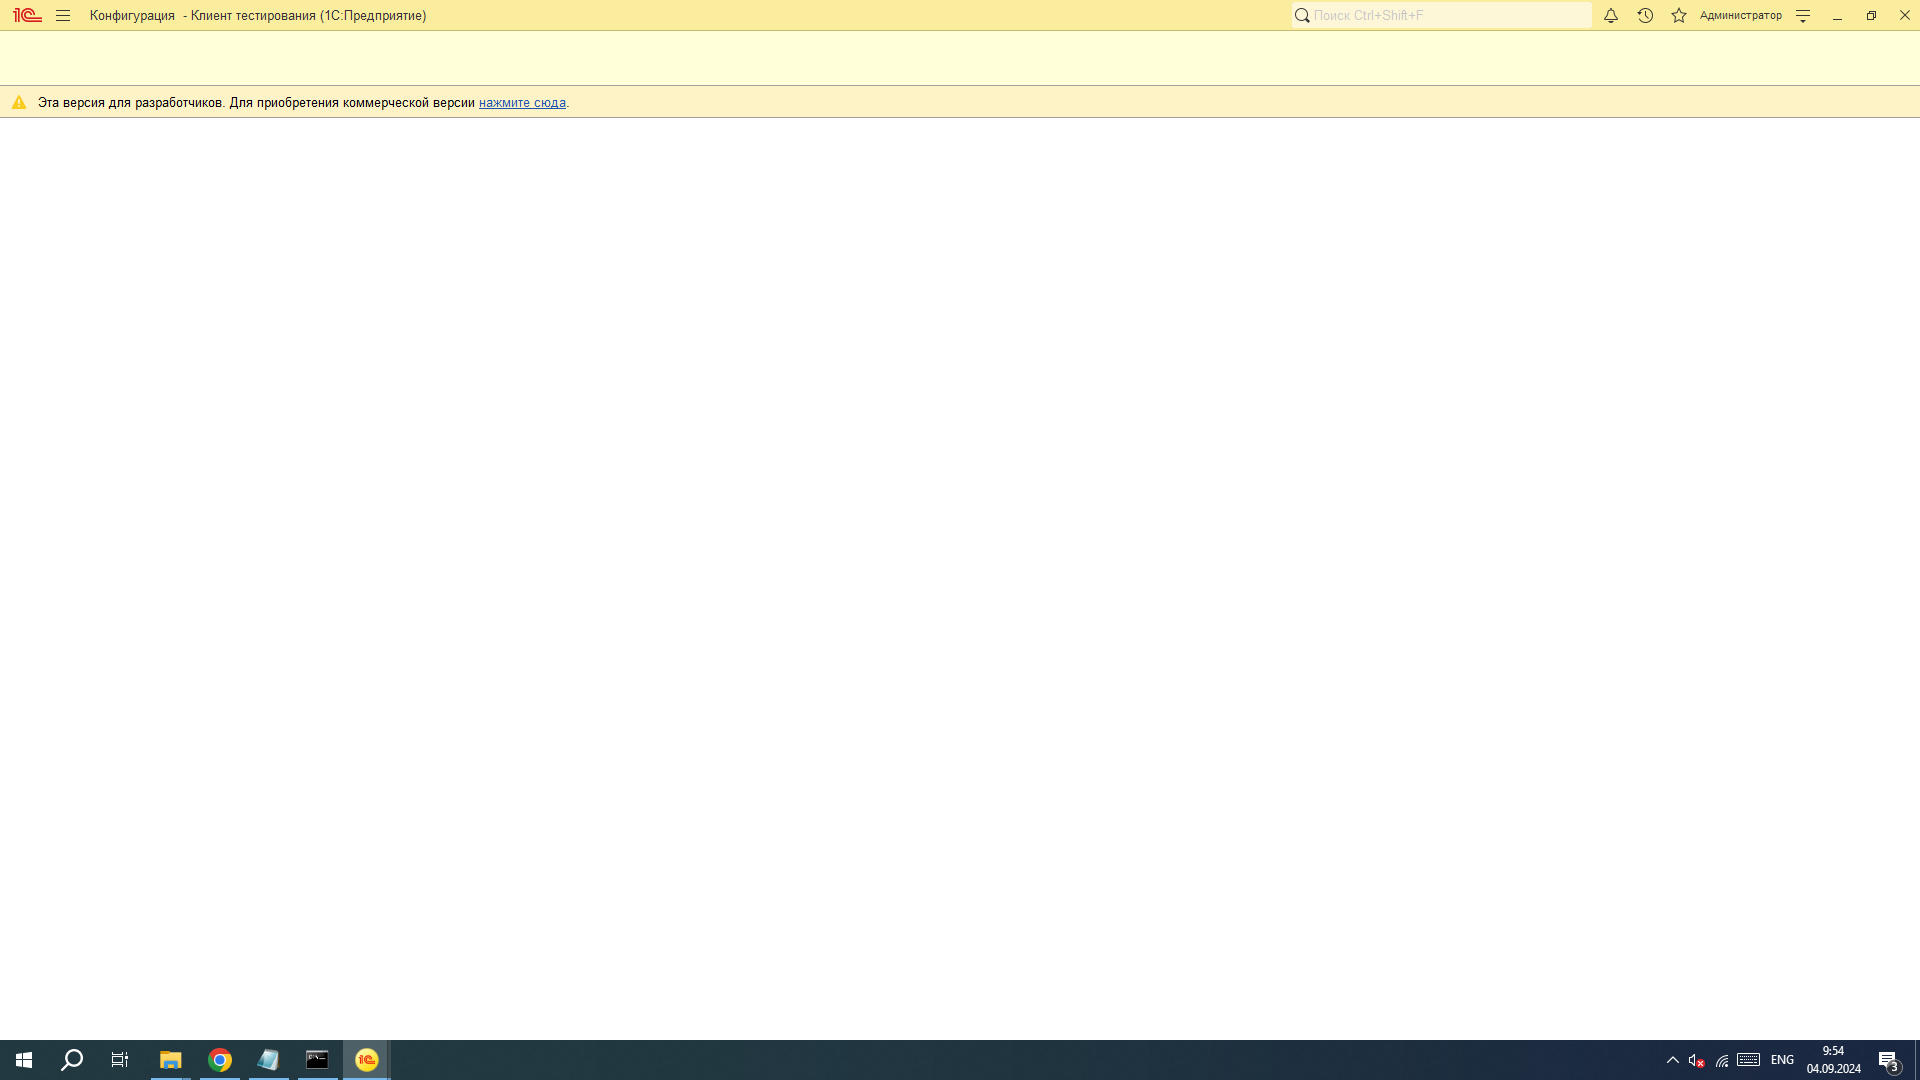 1С Конфигурация - Клиент тестирования (1С:Предприятие) Поиск Ctrl+Shift+F Администратор
Эта версия для разработчиков. Для приобретения коммерческой версии нажмите сюда.
ENG
9:54
04.09.2024
3